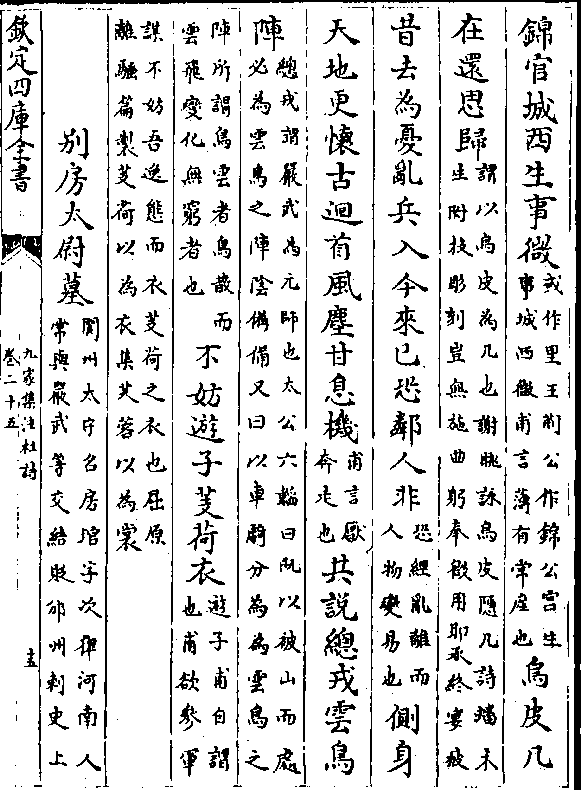 錦官城西生事微
或作里王荊公作錦公宮生
事城西微甫言薄有常産也
烏皮几
在還思歸
謂以烏皮為几也謝朓詠烏皮隱几詩蟠木
生附枝彫刻豈無施曲躬奉微用聊承終宴疲
昔去為憂亂兵入今來已恐鄰人非
恐經亂離而
人物變易也
側身
天地更懷古迴首風塵甘息機
甫言厭
奔走也
共説總戎雲鳥
陣
總戎謂嚴武為元帥也太公六韜曰凡以被山而處
必為雲鳥之陣陰備又曰以車騎分為為雲鳥之
陣所謂鳥雲者鳥散而
雲飛變化無窮者也
不妨遊子芰荷衣
遊子甫自謂
也甫欲參軍
謀不妨吾逸態而衣芰荷之衣也屈原
離騷篇製芰荷以為衣集芙蓉以為裳
别房太尉墓
閬州太守名房琯字次律河南人
常與嚴武等交結貶邠州刺史上
欽定四庫全書
九家集注杜詩
卷二十五
十五